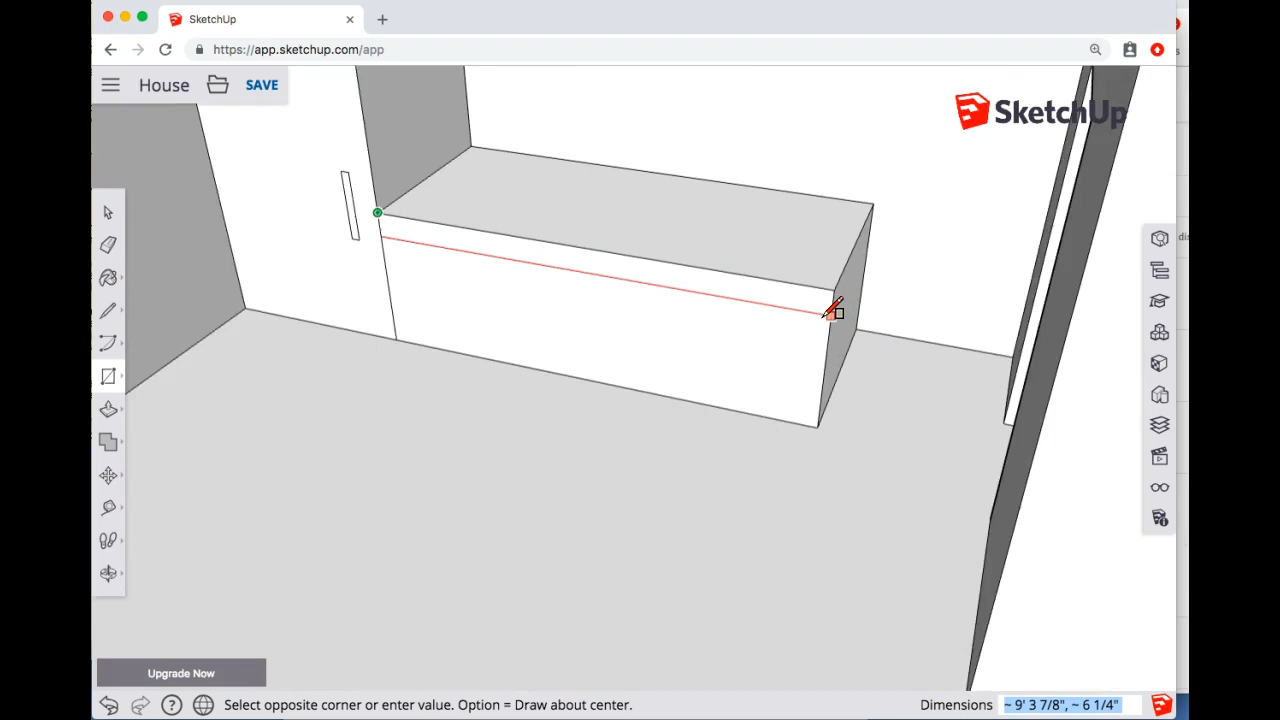 SketchUp
https://app.sketchup.com/app
House
SAVE
SketchUp
Upgrade Now
Select opposite corner or enter value. Option = Draw about center.
Dimensions
~ 9' 3 7/8", ~ 6 1/4"